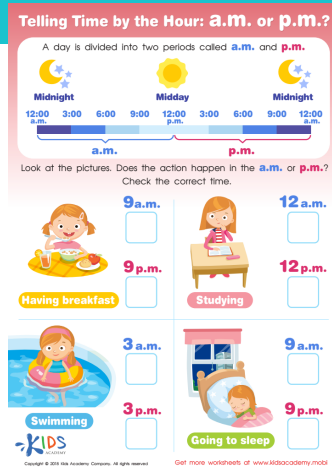 Telling Time by the Hour: a.m. or p.m.?
A day is divided into two periods called a.m. and p.m.
Midnight Midday Midnight
12:00 a.m. 3:00 6:00 9:00 12:00 p.m. 3:00 6:00 9:00 12:00 a.m.
a.m. p.m.
Look at the pictures. Does the action happen in the a.m. or p.m.?
Check the correct time.
9 a.m.
9 p.m.
Having breakfast
12 a.m.
12 p.m.
Studying
3 a.m.
3 p.m.
Swimming
9 a.m.
9 p.m.
Going to sleep
KIDS
ACADEMY
Copyright © 2018 Kids Academy Company. All rights reserved
Get more worksheets at www.kidsacademy.mobi